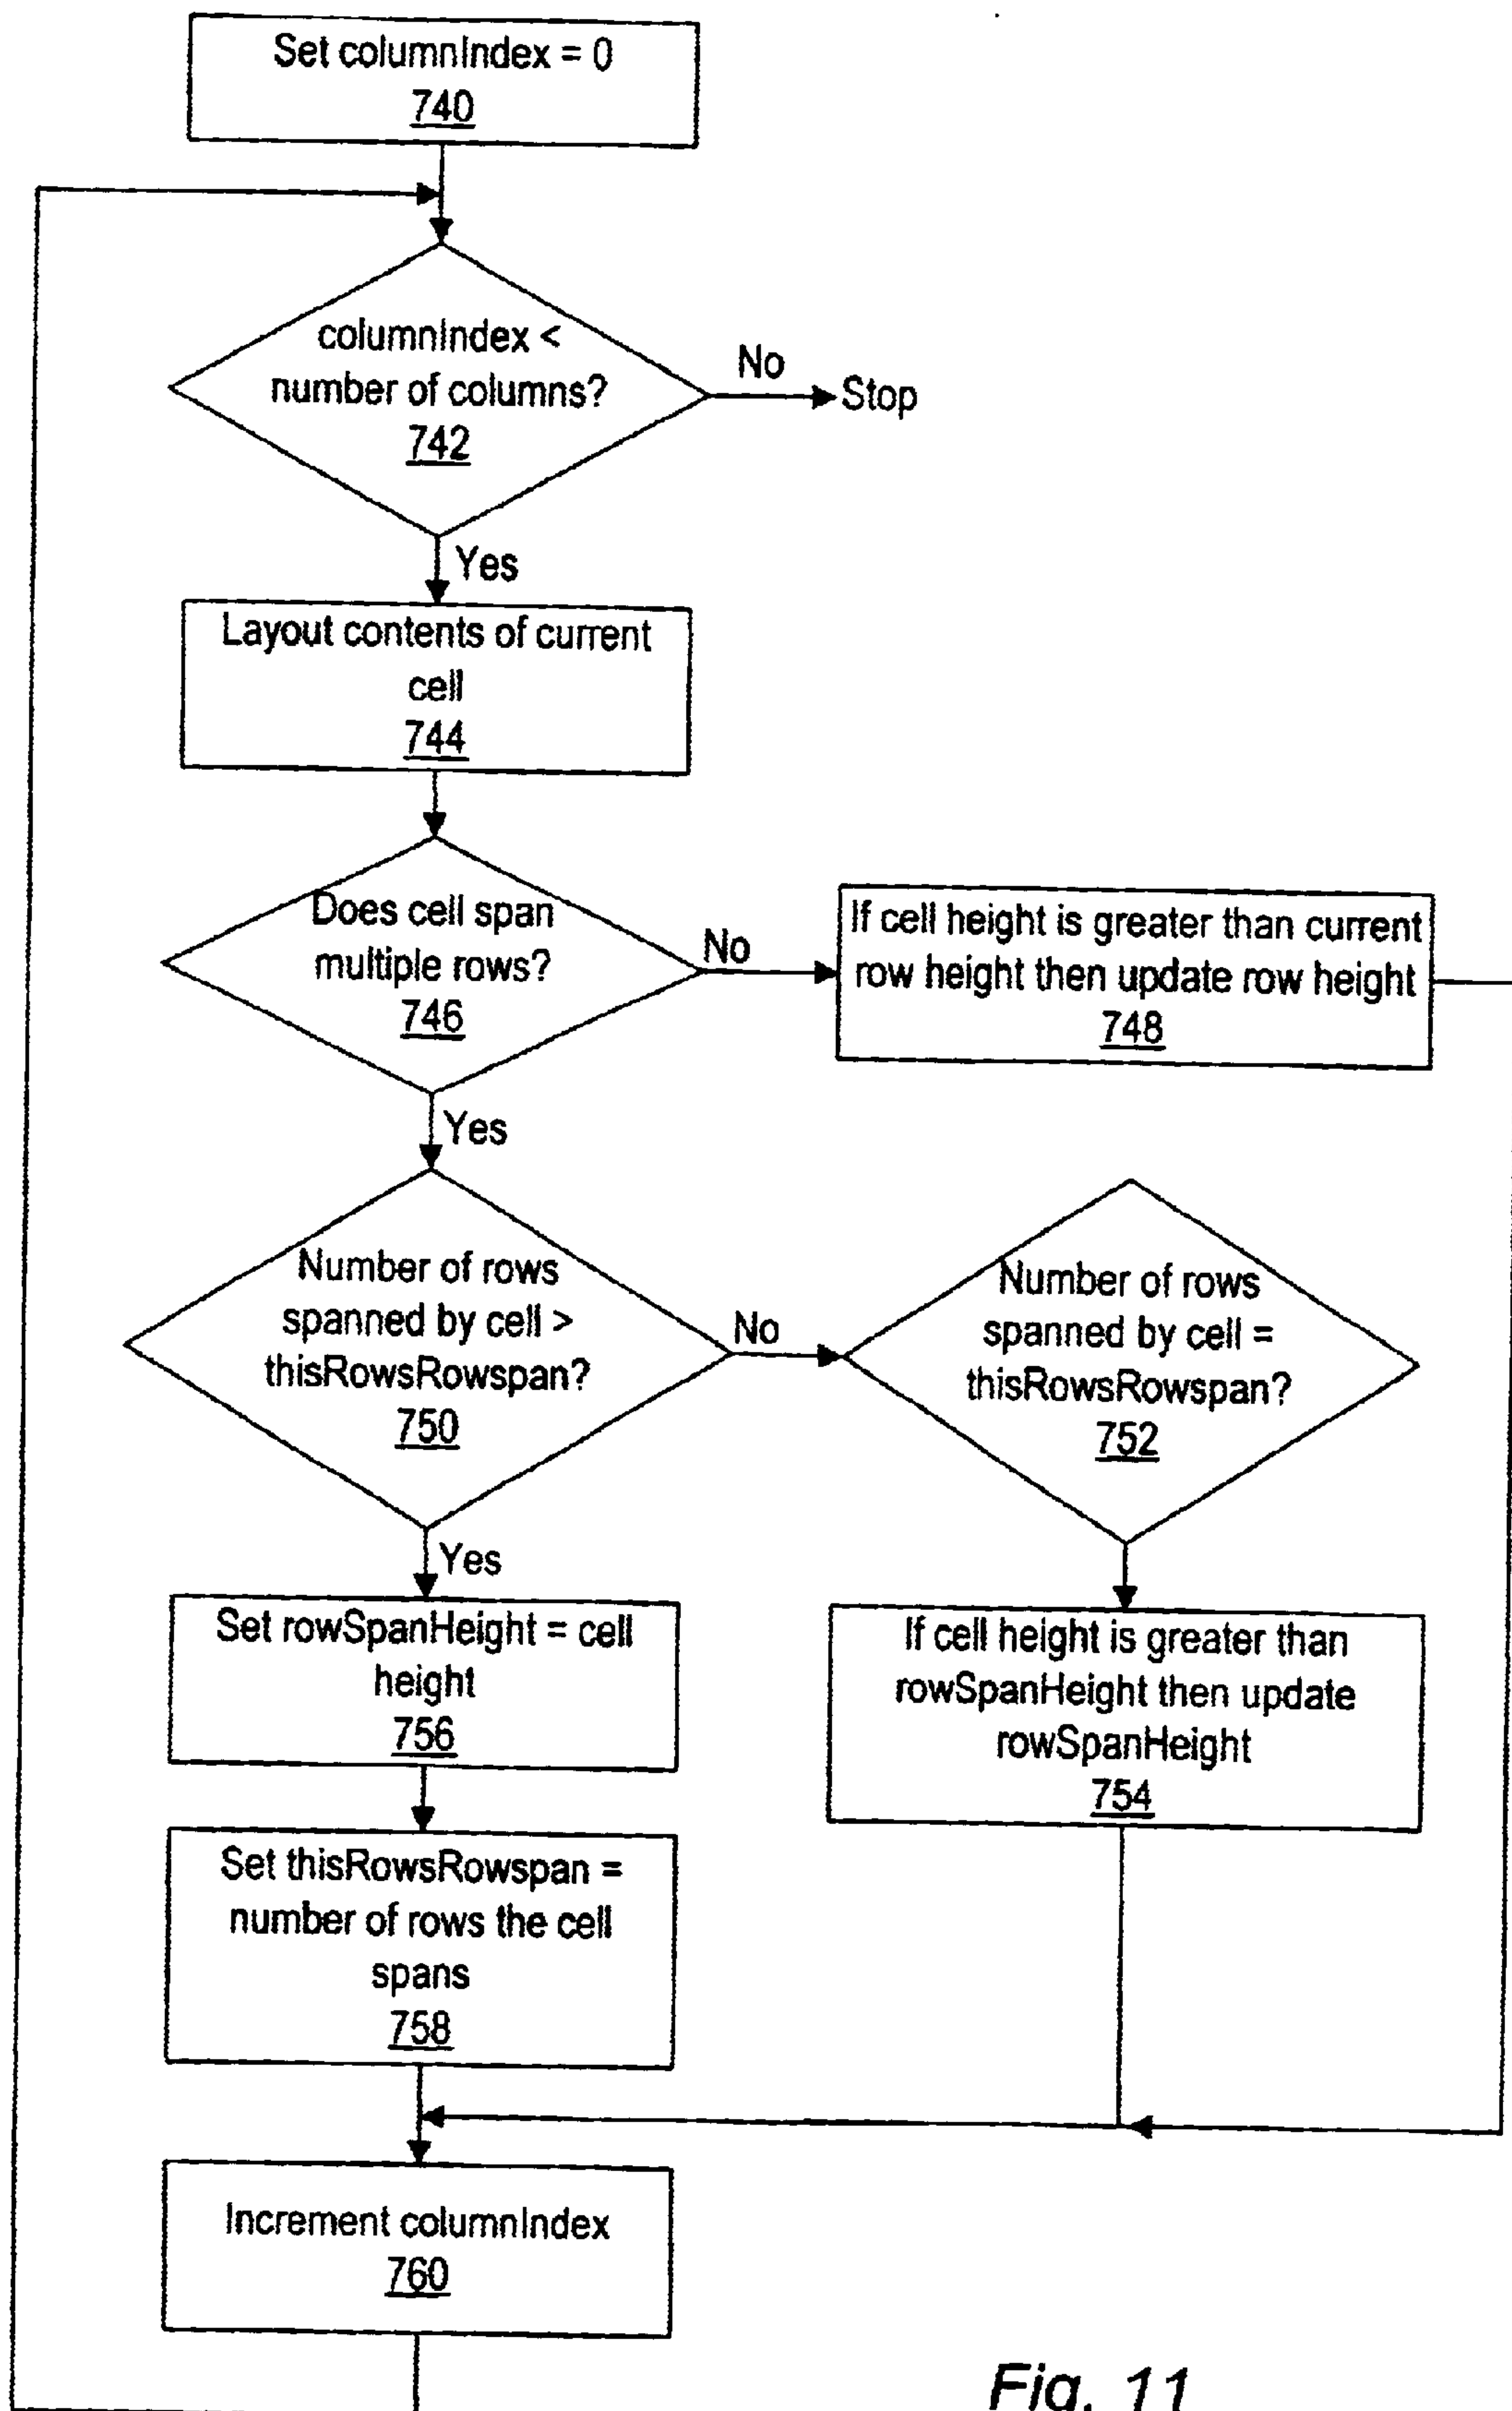 Set columnIndex = 0
740
columnIndex <
number of columns?
742
No
Stop
Yes
Layout contents of current
cell
744
Does cell span
multiple rows?
746
No
If cell height is greater than current
row height then update row height
748
Yes
Number of rows
spanned by cell >
thisRowsRowspan?
750
No
Number of rows
spanned by cell =
thisRowsRowspan?
752
Yes
Set rowSpanHeight = cell
height
756
If cell height is greater than
rowSpanHeight then update
rowSpanHeight
754
Set thisRowsRowspan =
number of rows the cell
spans
758
Increment columnIndex
760
Fig. 11